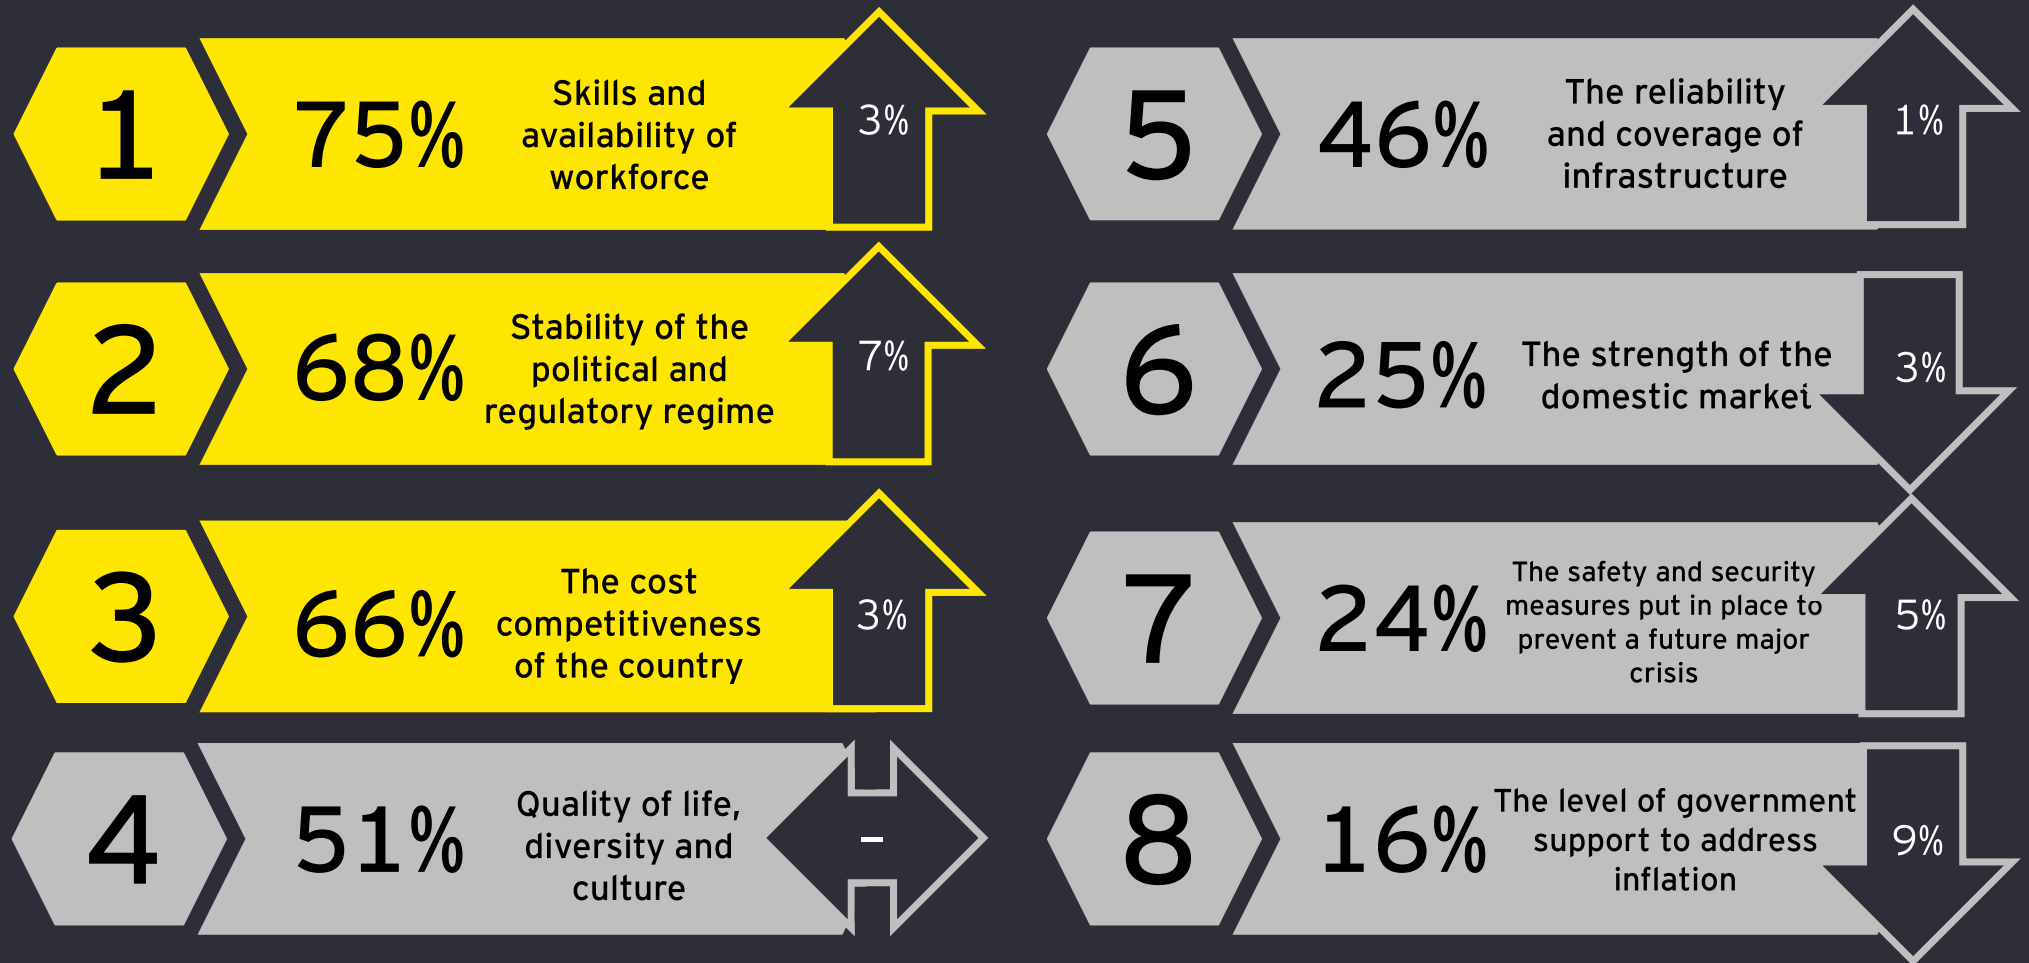 1
75%
Skills and
availability of
workforce
3%
2
68%
Stability of the
political and
regulatory regime
7%
3
66%
The cost
competitiveness
of the country
3%
4
51%
Quality of life,
diversity and
culture
-
5
46%
The reliability
and coverage of
infrastructure
1%
6
25%
The strength of the
domestic market
3%
7
24%
The safety and security
measures put in place to
prevent a future major
crisis
5%
8
16%
The level of government
support to address
inflation
9%